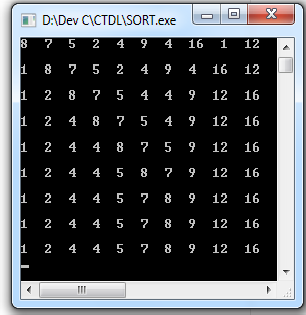 D:\Dev C\CTDL\SORT.exe
8 7 5 2 4 9 4 16 1 12
1 8 7 5 2 4 9 4 16 12
1 2 8 7 5 4 4 9 12 16
1 2 4 8 7 5 4 9 12 16
1 2 4 4 8 7 5 9 12 16
1 2 4 4 5 8 7 9 12 16
1 2 4 4 5 7 8 9 12 16
1 2 4 4 5 7 8 9 12 16
1 2 4 4 5 7 8 9 12 16